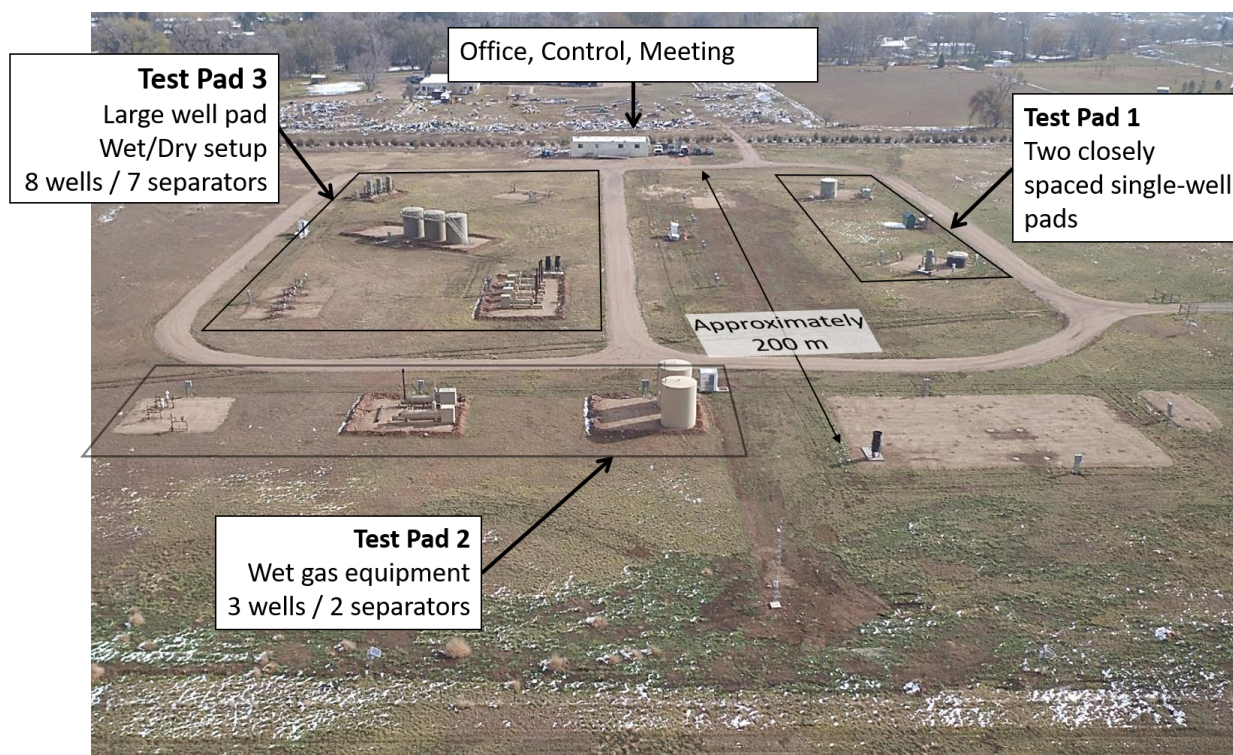 Office, Control, Meeting
Test Pad 3
Large well pad
Wet/Dry setup
8 wells / 7 separators
Test Pad 1
Two closely
spaced single-well
pads
Approximately
200 m
Test Pad 2
Wet gas equipment
3 wells / 2 separators